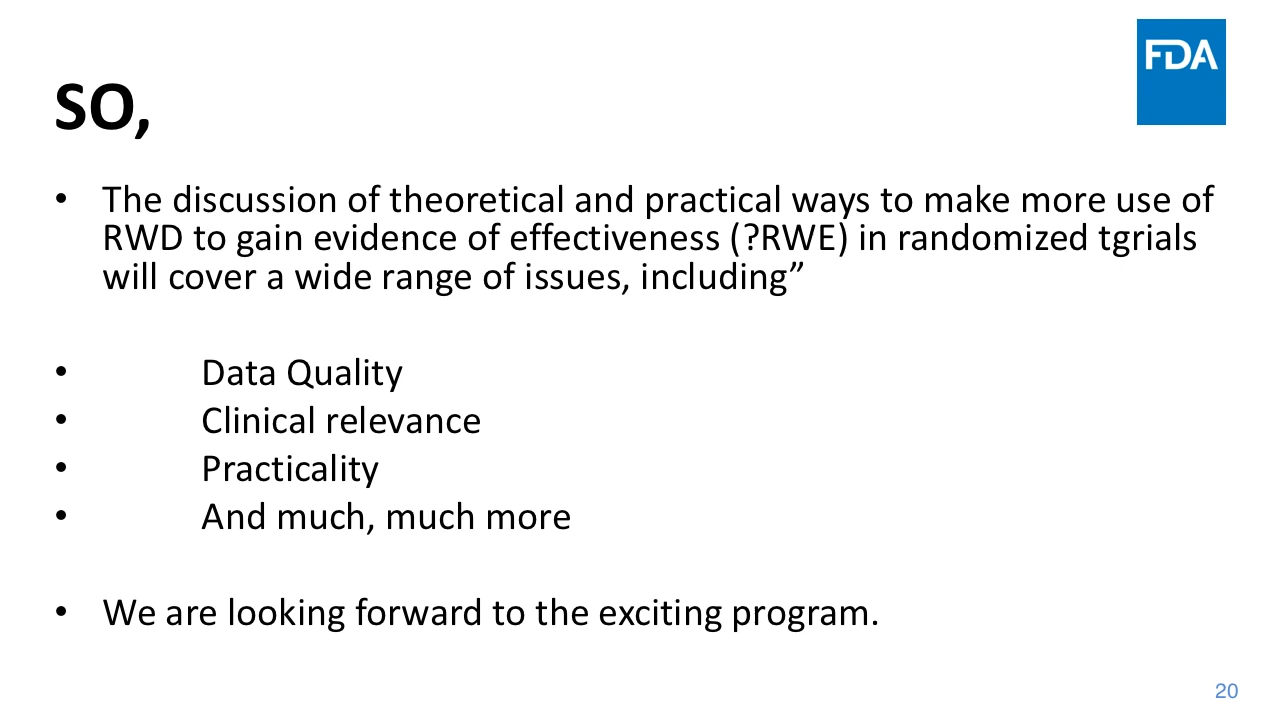 FDA
SO,
• The discussion of theoretical and practical ways to make more use of
RWD to gain evidence of effectiveness (?RWE) in randomized tgrials
will cover a wide range of issues, including”
• Data Quality
• Clinical relevance
• Practicality
• And much, much more
• We are looking forward to the exciting program.
20